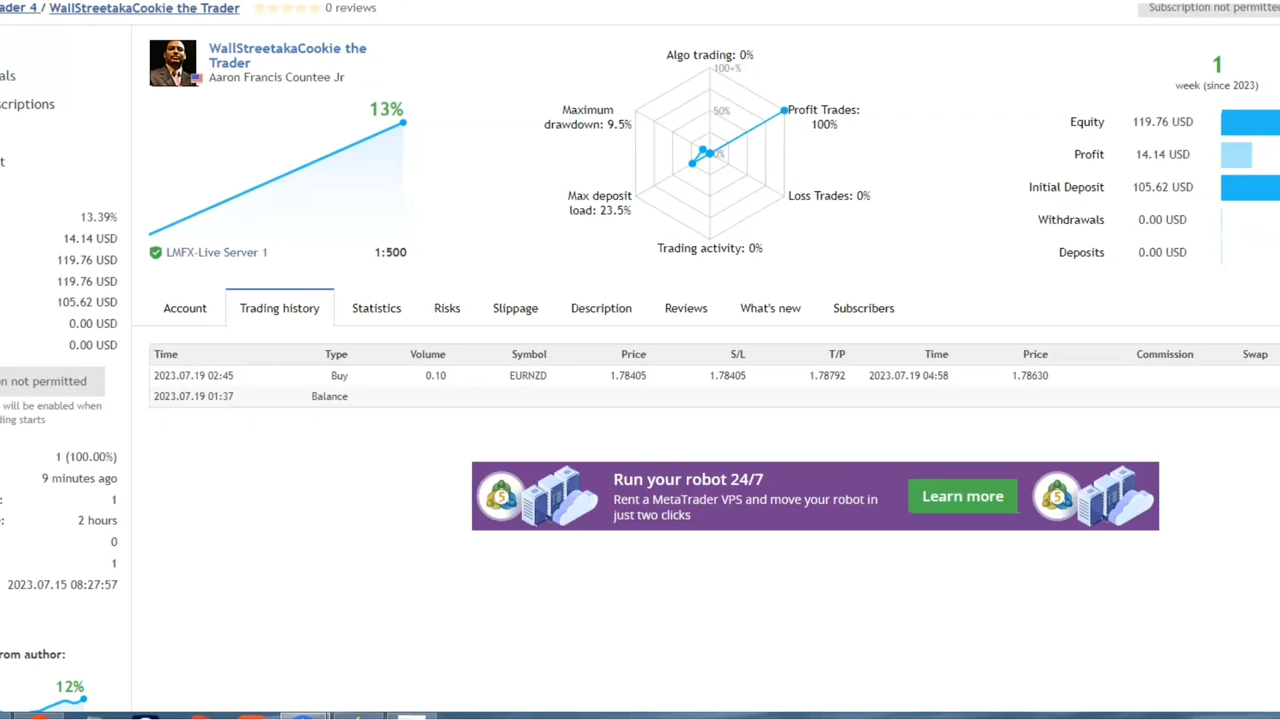 ader 4 / WallStreetakaCookie the Trader 0 reviews
Subscription not permitted
WallStreetakaCookie the
Trader
Aaron Francis Countee Jr
13%
LMFX-Live Server 1 1:500
Algo trading: 0%
100+%
50%
0%
Profit Trades:
100%
Loss Trades: 0%
Trading activity: 0%
Max deposit
load: 23.5%
Maximum
drawdown: 9.5%
1
week (since 2023)
Equity 119.76 USD
Profit 14.14 USD
Initial Deposit 105.62 USD
Withdrawals 0.00 USD
Deposits 0.00 USD
als
criptions
t
13.39%
14.14 USD
119.76 USD
119.76 USD
105.62 USD
0.00 USD
0.00 USD
on not permitted
will be enabled when
ding starts
1 (100.00%)
9 minutes ago
: 1
e: 2 hours
0
1
2023.07.15 08:27:57
rom author:
12%
Account Trading history Statistics Risks Slippage Description Reviews What's new Subscribers
Time Type Volume Symbol Price S/L T/P Time Price Commission Swap
2023.07.19 02:45 Buy 0.10 EURNZD 1.78405 1.78405 1.78792 2023.07.19 04:58 1.78630
2023.07.19 01:37 Balance
Run your robot 24/7
Rent a MetaTrader VPS and move your robot in
just two clicks
Learn more
5
5